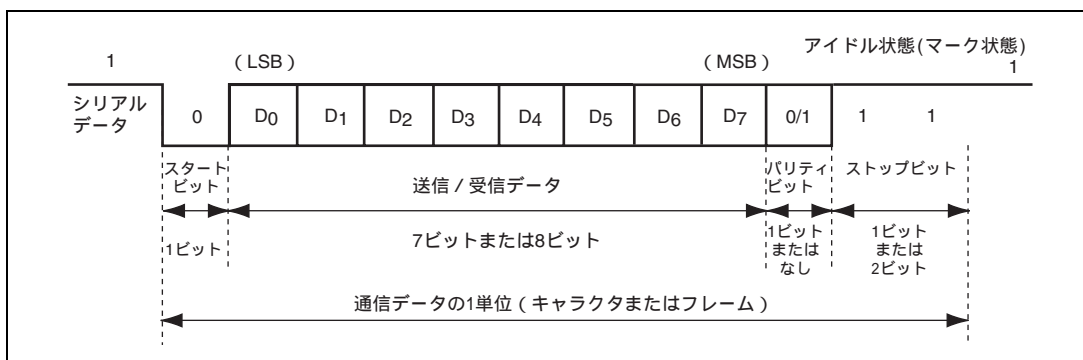 アイドル状態(マーク状態)
1 (LSB) (MSB) 1
シリアル
データ
0 D0 D1 D2 D3 D4 D5 D6 D7 0/1 1 1
スタート
ビット
送信 / 受信データ
パリティ
ビット
ストップビット
1ビット
7ビットまたは8ビット
1ビット
または
なし
1ビット
または
2ビット
通信データの1単位(キャラクタまたはフレーム)